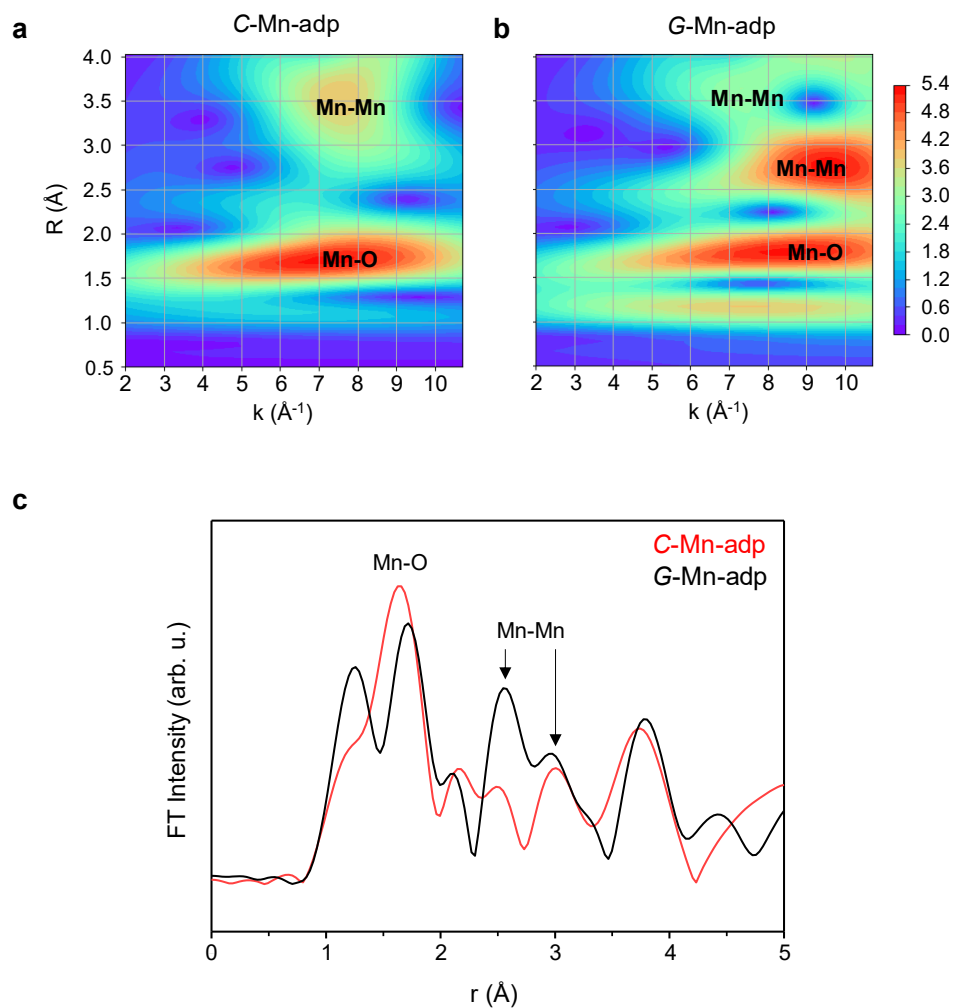 a
C-Mn-adp
b
G-Mn-adp
4.0
3.5
3.0
2.5
2.0
1.5
1.0
0.5
R (Å)
Mn-Mn
Mn-O
2 3 4 5 6 7 8 9 10
k (Å-1)
Mn-Mn
Mn-Mn
Mn-O
2 3 4 5 6 7 8 9 10
k (Å-1)
5.4
4.8
4.2
3.6
3.0
2.4
1.8
1.2
0.6
0.0
c
C-Mn-adp
G-Mn-adp
Mn-O
Mn-Mn
FT Intensity (arb. u.)
0 1 2 3 4 5
r (Å)